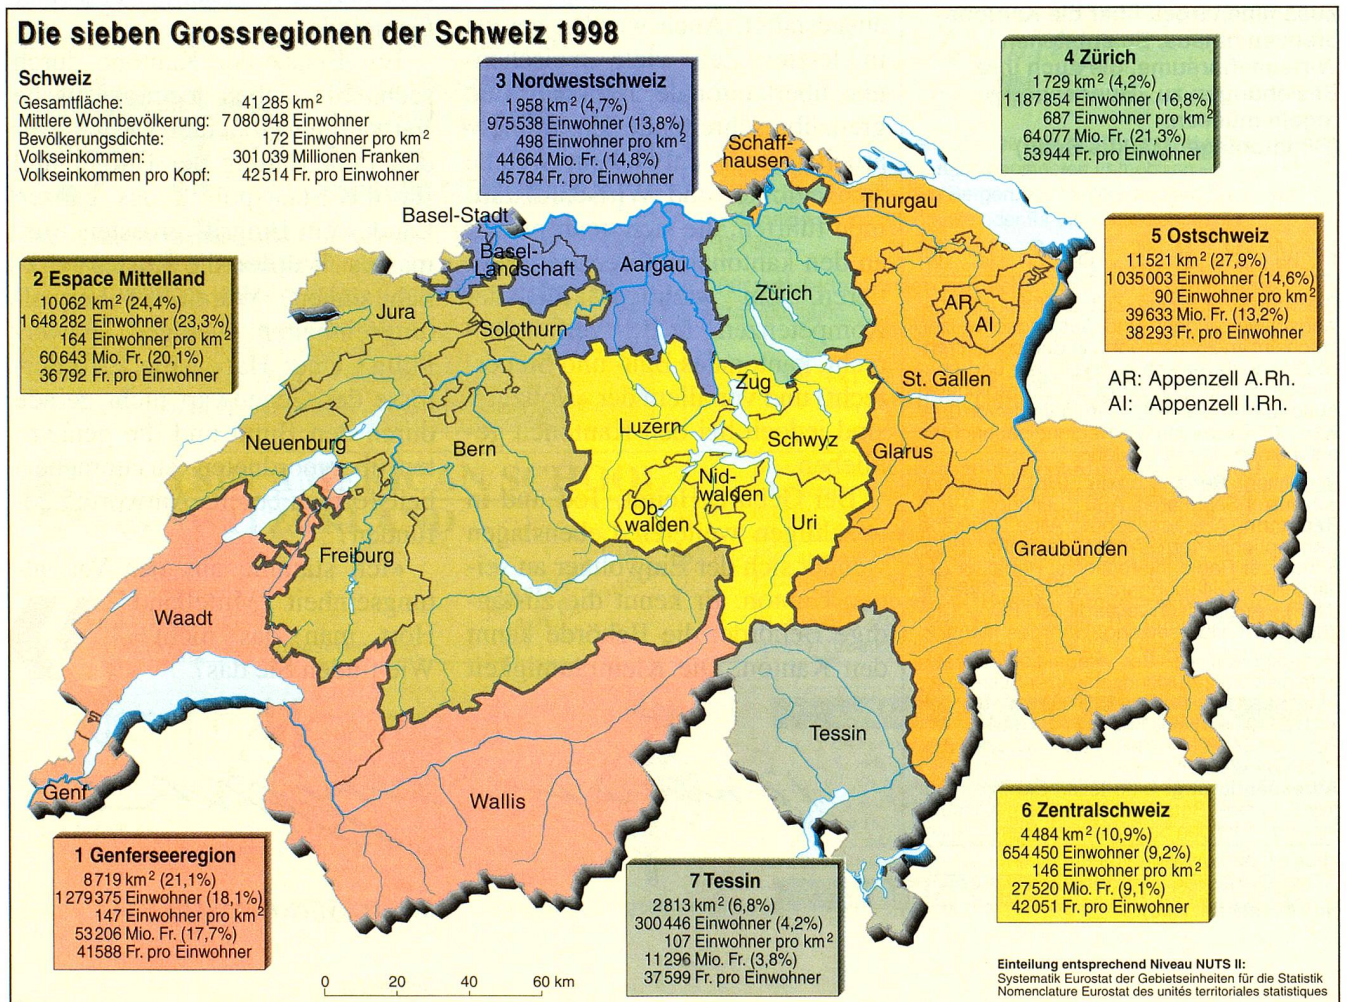 Die sieben Grossregionen der Schweiz 1998
Schweiz
Gesamtfläche: 41 285 km²
Mittlere Wohnbevölkerung: 7 080 948 Einwohner
Bevölkerungsdichte: 172 Einwohner pro km²
Volkseinkommen: 301 039 Millionen Franken
Volkseinkommen pro Kopf: 42 514 Fr. pro Einwohner
3 Nordwestschweiz
1 958 km² (4,7%)
975 538 Einwohner (13,8%)
498 Einwohner pro km²
44 664 Mio. Fr. (14,8%)
45 784 Fr. pro Einwohner
4 Zürich
1 729 km² (4,2%)
1 187 854 Einwohner (16,8%)
687 Einwohner pro km²
64 077 Mio. Fr. (21,3%)
53 944 Fr. pro Einwohner
2 Espace Mittelland
10 062 km² (24,4%)
1 648 282 Einwohner (23,3%)
164 Einwohner pro km²
60 643 Mio. Fr. (20,1%)
36 792 Fr. pro Einwohner
5 Ostschweiz
11 521 km² (27,9%)
1 035 003 Einwohner (14,6%)
90 Einwohner pro km²
39 633 Mio. Fr. (13,2%)
38 293 Fr. pro Einwohner
AR: Appenzell A.Rh.
AI: Appenzell I.Rh.
Schaff-
hausen
Thurgau
Basel-Stadt
Basel-
Landschaft
Aargau
Zürich
Jura
Solothurn
AR
AI
St. Gallen
Zug
Luzern
Schwyz
Neuenburg
Bern
Glarus
Nid-
walden
Ob-
walden
Uri
Freiburg
Graubünden
Waadt
Tessin
Genf
Wallis
1 Genferseeregion
8 719 km² (21,1%)
1 279 375 Einwohner (18,1%)
147 Einwohner pro km²
53 206 Mio. Fr. (17,7%)
41 588 Fr. pro Einwohner
7 Tessin
2 813 km² (6,8%)
300 446 Einwohner (4,2%)
107 Einwohner pro km²
11 296 Mio. Fr. (3,8%)
37 599 Fr. pro Einwohner
6 Zentralschweiz
4 484 km² (10,9%)
654 450 Einwohner (9,2%)
146 Einwohner pro km²
27 520 Mio. Fr. (9,1%)
42 051 Fr. pro Einwohner
0 20 40 60 km
Einteilung entsprechend Niveau NUTS II:
Systematik Eurostat der Gebietseinheiten für die Statistik
Nomenclature Eurostat des unités territoriales statistiques